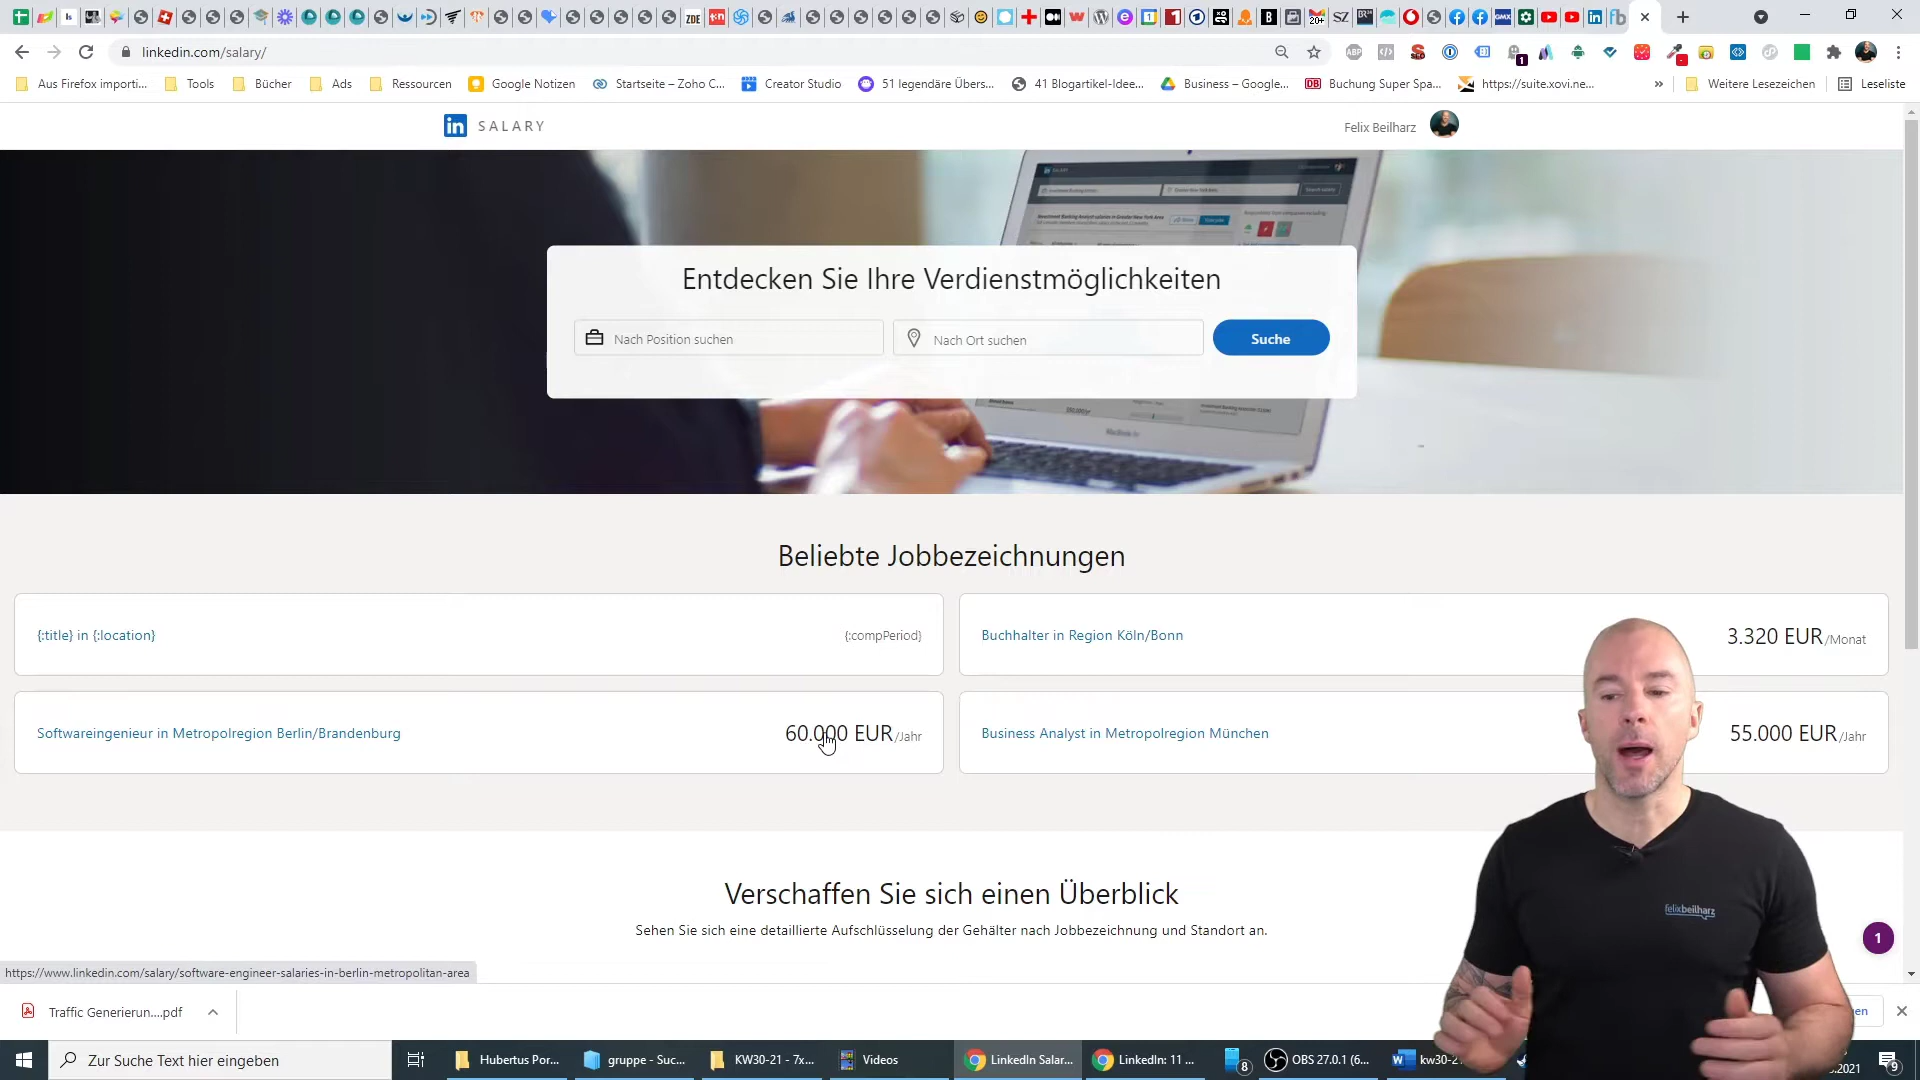 linkedin.com/salary/
Aus Firefox importi... Tools Bücher Ads Ressourcen Google Notizen Startseite – Zoho C... Creator Studio 51 legendäre Übers... 41 Blogartikel-Idee... Business – Google... Buchung Super Spa... https://suite.xovi.ne... » Weitere Lesezeichen Leseliste
in SALARY
Felix Beilharz
Entdecken Sie Ihre Verdienstmöglichkeiten
Nach Position suchen Nach Ort suchen Suche
Beliebte Jobbezeichnungen
{:title} in {:location} {:compPeriod}
Buchhalter in Region Köln/Bonn 3.320 EUR/Monat
Softwareingenieur in Metropolregion Berlin/Brandenburg 60.000 EUR/Jahr
Business Analyst in Metropolregion München 55.000 EUR/Jahr
Verschaffen Sie sich einen Überblick
Sehen Sie sich eine detaillierte Aufschlüsselung der Gehälter nach Jobbezeichnung und Standort an.
felixbeilharz
1
https://www.linkedin.com/salary/software-engineer-salaries-in-berlin-metropolitan-area
Traffic Generierun....pdf
Zur Suche Text hier eingeben
Hubertus Por... gruppe - Suc... KW30-21 - 7x... Videos LinkedIn Salar... LinkedIn: 11 ... 8 OBS 27.0.1 (6... kw30-2
9